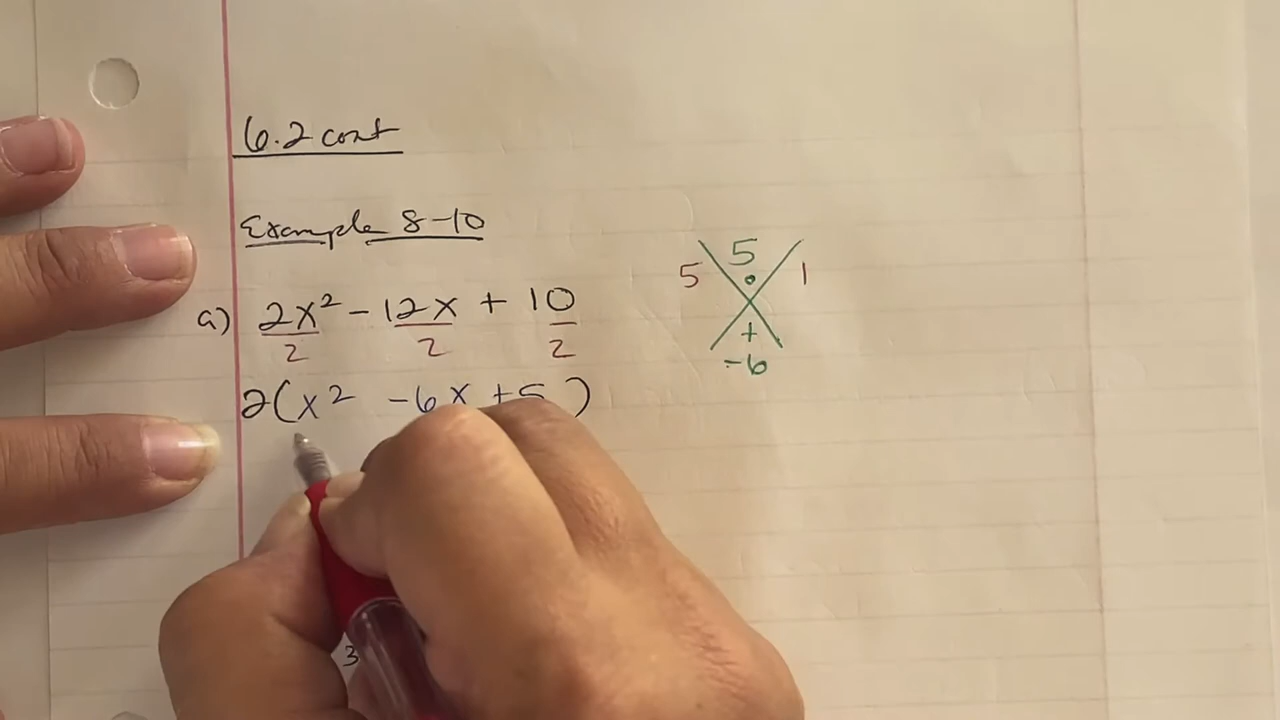 6.2 cont
Example 8-10
a) 2x² - 12x + 10
2 2 2
2(x² -6x +5)
5
5 • 1
+
-6
3